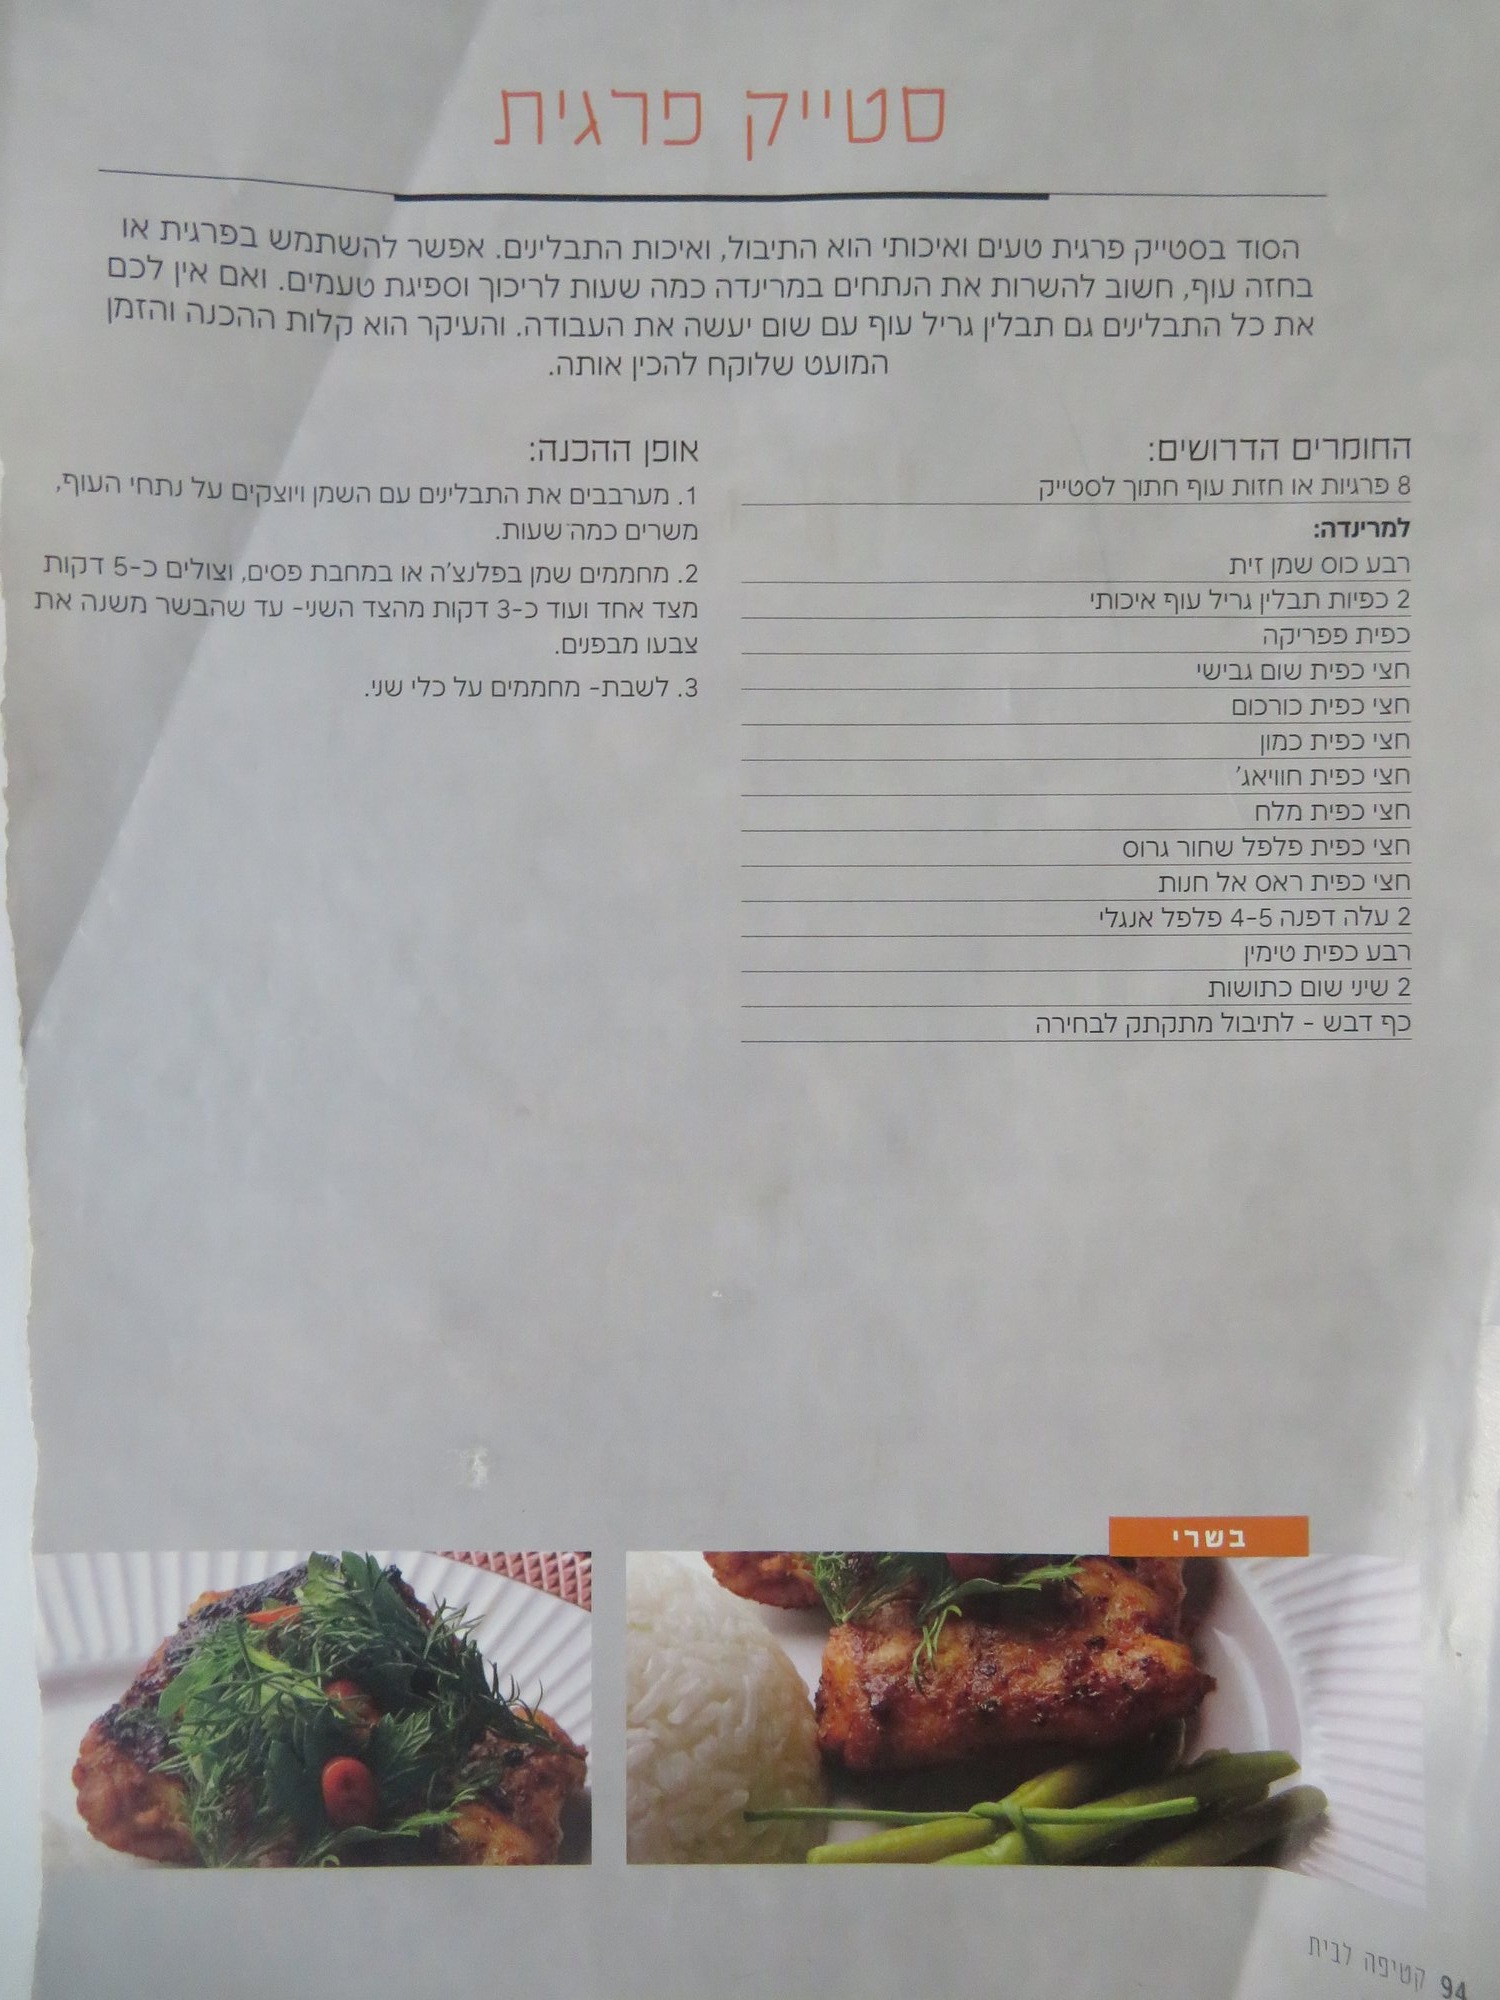 סטייק פרגית
הסוד בסטייק פרגית טעים ואיכותי הוא התיבול, ואיכות התבלינים. אפשר להשתמש בפרגית או
בחזה עוף, חשוב להשרות את הנתחים במרינדה כמה שעות לריכוך וספיגת טעמים. ואם אין לכם
את כל התבלינים גם תבלין גריל עוף עם שום יעשה את העבודה. והעיקר הוא קלות ההכנה והזמן
המועט שלוקח להכין אותה.
החומרים הדרושים:
8 פרגיות או חזות עוף חתוך לסטייק
למרינדה:
רבע כוס שמן זית
2 כפיות תבלין גריל עוף איכותי
כפית פפריקה
חצי כפית שום גבישי
חצי כפית כורכום
חצי כפית כמון
חצי כפית חוויאג'
חצי כפית מלח
חצי כפית פלפל שחור גרוס
חצי כפית ראס אל חנות
2 עלה דפנה 4-5 פלפל אנגלי
רבע כפית טימין
2 שיני שום כתושות
כף דבש - לתיבול מתקתק לבחירה
אופן ההכנה:
1. מערבבים את התבלינים עם השמן ויוצקים על נתחי העוף,
משרים כמה שעות.
2. מחממים שמן בפלנצ'ה או במחבת פסים, וצולים כ-5 דקות
מצד אחד ועוד כ-3 דקות מהצד השני- עד שהבשר משנה את
צבעו מבפנים.
3. לשבת- מחממים על כלי שני.
בשרי
94 קטיפה לבית